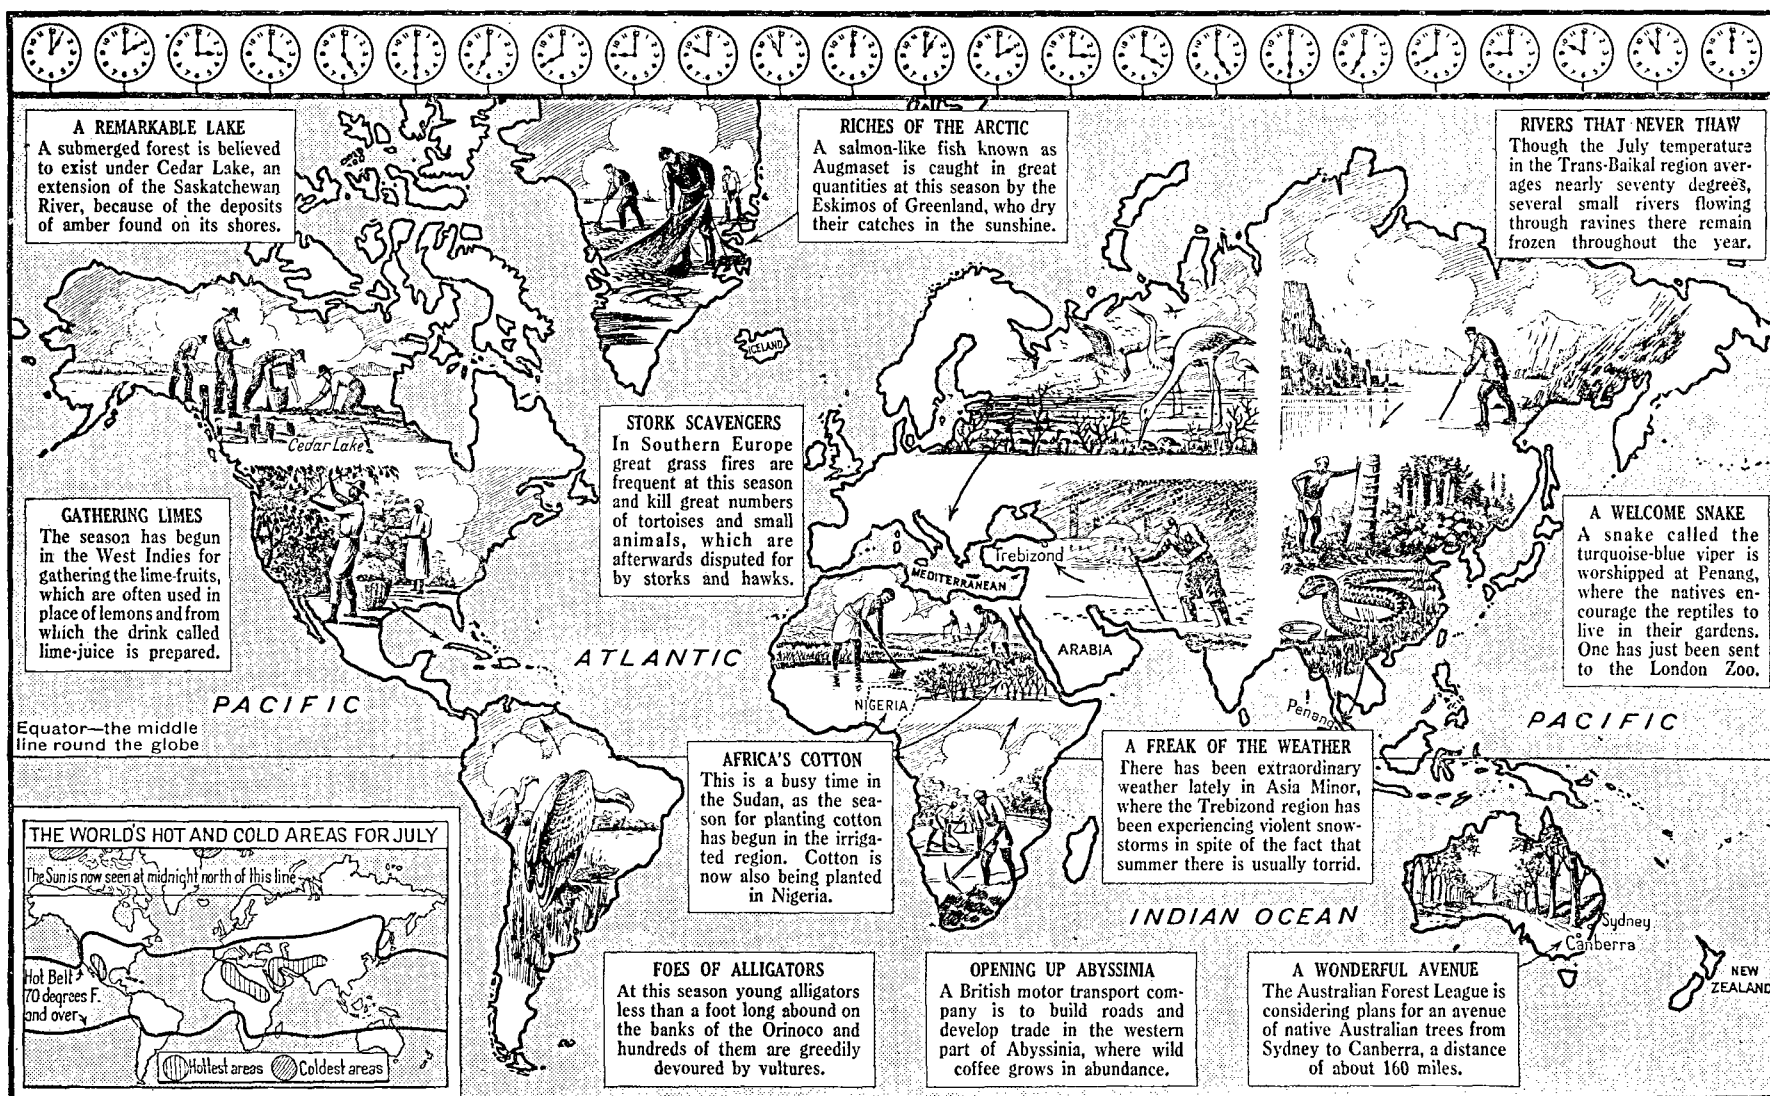 A REMARKABLE LAKE
A submerged forest is believed
to exist under Cedar Lake, an
extension of the Saskatchewan
River, because of the deposits
of amber found on its shores.
RICHES OF THE ARCTIC
A salmon-like fish known as
Augmaset is caught in great
quantities at this season by the
Eskimos of Greenland, who dry
their catches in the sunshine.
RIVERS THAT NEVER THAW
Though the July temperature
in the Trans-Baikal region aver-
ages nearly seventy degrees,
several small rivers flowing
through ravines there remain
frozen throughout the year.
ICELAND
Cedar Lake
STORK SCAVENGERS
In Southern Europe
great grass fires are
frequent at this season
and kill great numbers
of tortoises and small
animals, which are
afterwards disputed for
by storks and hawks.
GATHERING LIMES
The season has begun
in the West Indies for
gathering the lime-fruits,
which are often used in
place of lemons and from
which the drink called
lime-juice is prepared.
A WELCOME SNAKE
A snake called the
turquoise-blue viper is
worshipped at Penang,
where the natives en-
courage the reptiles to
live in their gardens.
One has just been sent
to the London Zoo.
Trebizond
MEDITERRANEAN
ARABIA
ATLANTIC
PACIFIC
NIGERIA
Penang
PACIFIC
Equator—the middle
line round the globe
AFRICA'S COTTON
This is a busy time in
the Sudan, as the sea-
son for planting cotton
has begun in the irriga-
ted region. Cotton is
now also being planted
in Nigeria.
A FREAK OF THE WEATHER
There has been extraordinary
weather lately in Asia Minor,
where the Trebizond region has
been experiencing violent snow-
storms in spite of the fact that
summer there is usually torrid.
THE WORLD'S HOT AND COLD AREAS FOR JULY
The Sun is now seen at midnight north of this line
Hot Belt
70 degrees F.
and over
Hottest areas
Coldest areas
INDIAN OCEAN
Sydney
Canberra
NEW
ZEALAND
FOES OF ALLIGATORS
At this season young alligators
less than a foot long abound on
the banks of the Orinoco and
hundreds of them are greedily
devoured by vultures.
OPENING UP ABYSSINIA
A British motor transport com-
pany is to build roads and
develop trade in the western
part of Abyssinia, where wild
coffee grows in abundance.
A WONDERFUL AVENUE
The Australian Forest League is
considering plans for an avenue
of native Australian trees from
Sydney to Canberra, a distance
of about 160 miles.